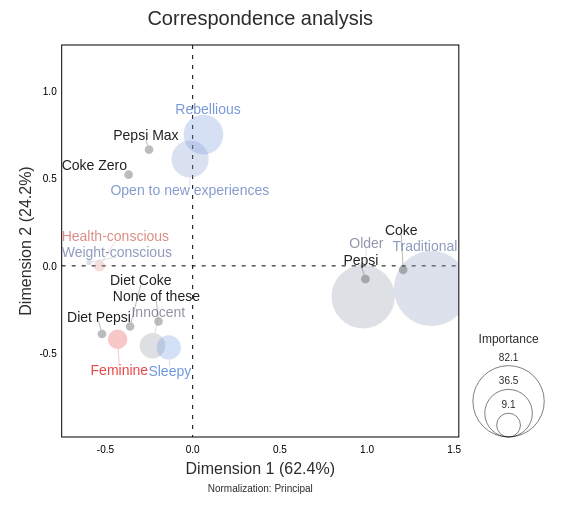 Correspondence analysis
Dimension 2 (24.2%)
1.0
0.5
0.0
-0.5
Rebellious
Pepsi Max
Coke Zero
Open to new experiences
Health-conscious
Weight-conscious
Coke
Older
Traditional
Pepsi
Diet Coke
None of these
Innocent
Diet Pepsi
Feminine
Sleepy
-0.5
0.0
0.5
1.0
1.5
Dimension 1 (62.4%)
Normalization: Principal
Importance
82.1
36.5
9.1